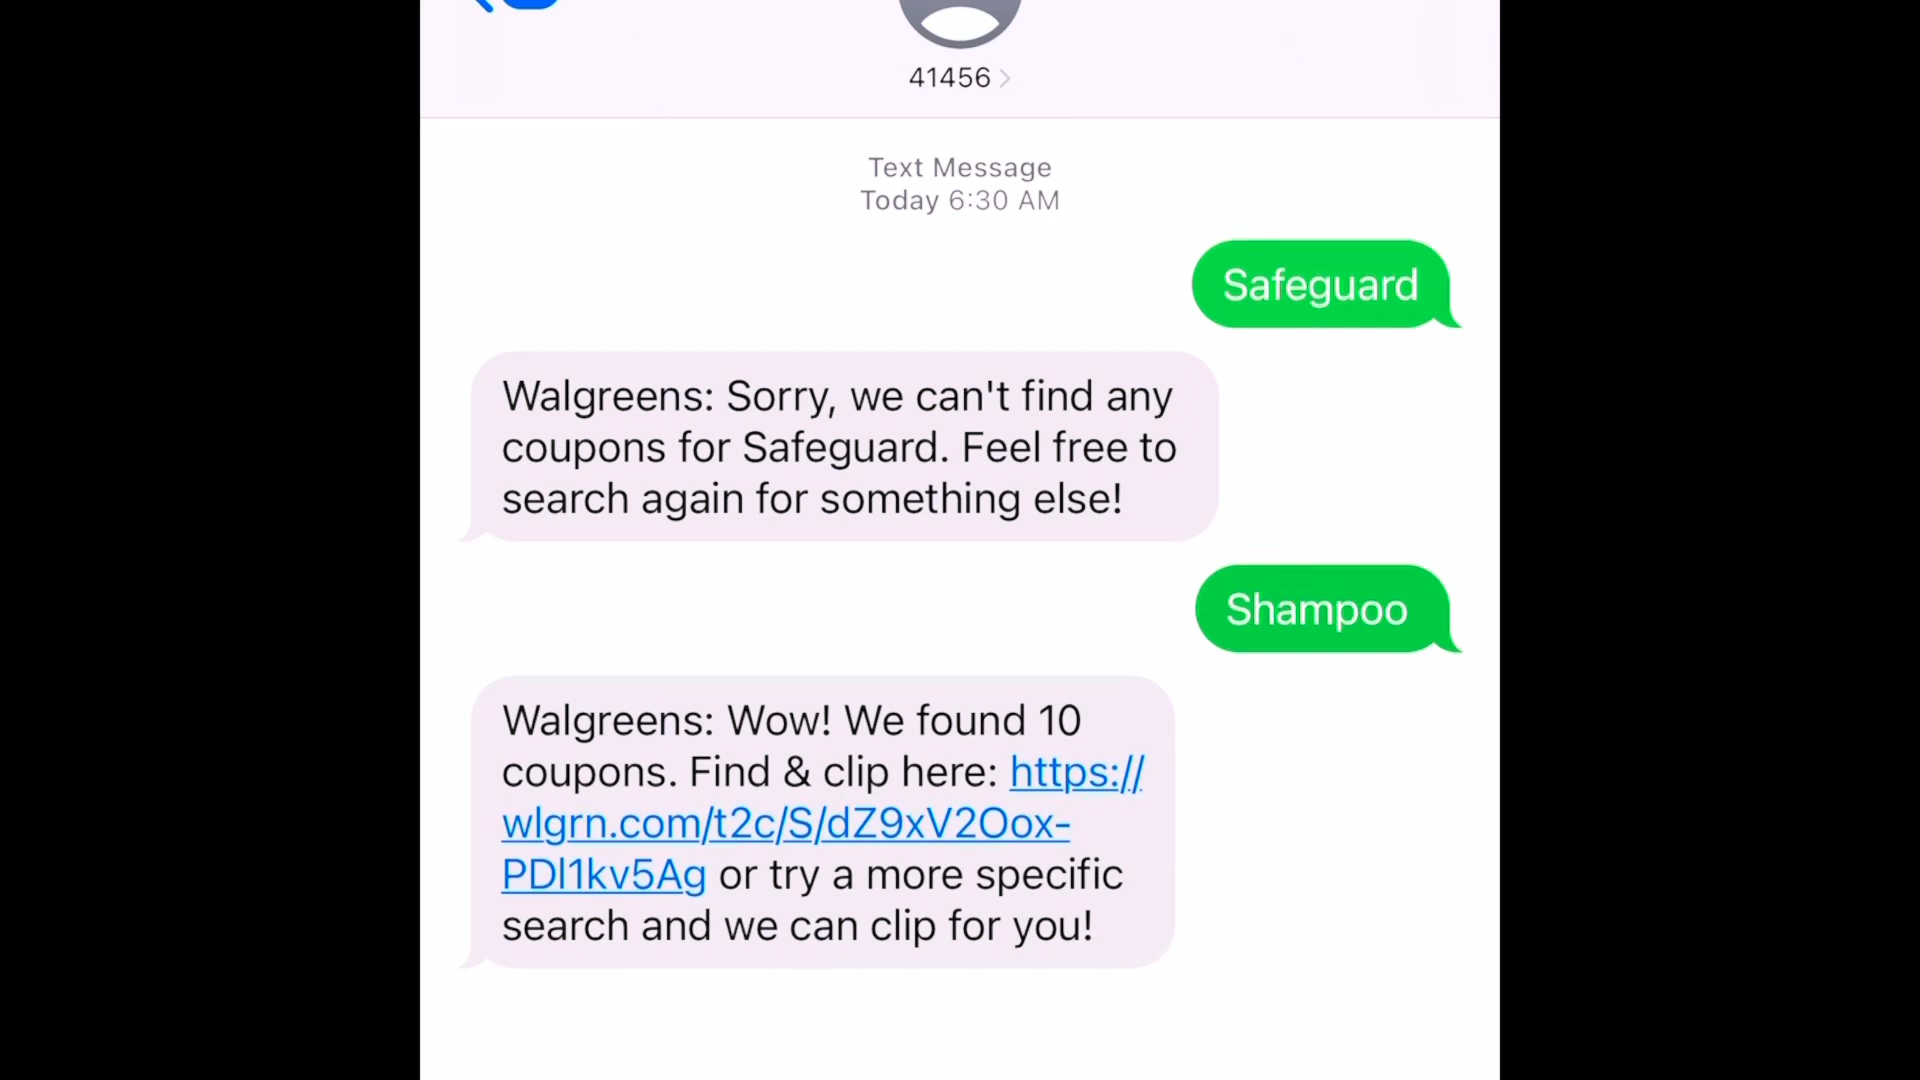 41456
Text Message
Today 6:30 AM
Safeguard
Walgreens: Sorry, we can't find any
coupons for Safeguard. Feel free to
search again for something else!
Shampoo
Walgreens: Wow! We found 10
coupons. Find & clip here: https://
wlgrn.com/t2c/S/dZ9xV2Oox-
PDl1kv5Ag or try a more specific
search and we can clip for you!